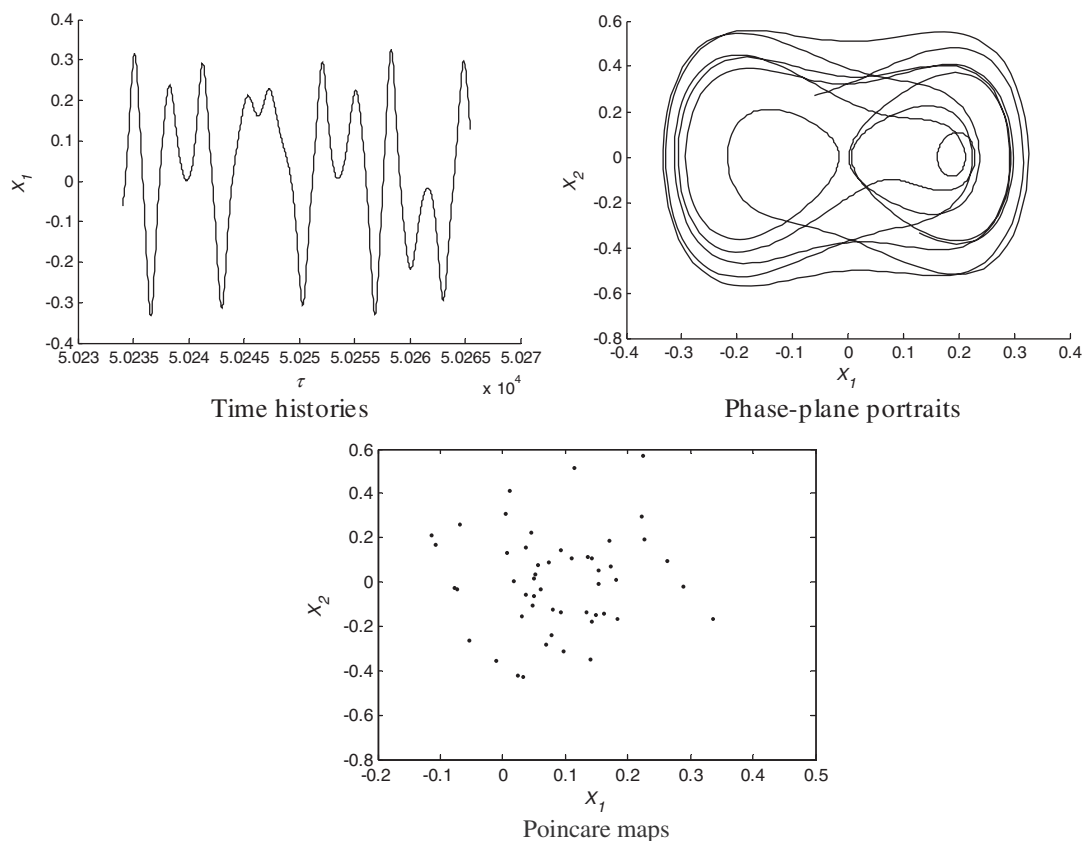 0.4
0.3
0.2
0.1
0
-0.1
-0.2
-0.3
-0.4
x₁
5.023 5.0235 5.024 5.0245 5.025 5.0255 5.026 5.0265 5.027
τ
x 10⁴
Time histories
0.6
0.4
0.2
0
-0.2
-0.4
-0.6
-0.8
x₂
-0.4 -0.3 -0.2 -0.1 0 0.1 0.2 0.3 0.4
x₁
Phase-plane portraits
0.6
0.4
0.2
0
-0.2
-0.4
-0.6
-0.8
x₂
-0.2 -0.1 0 0.1 0.2 0.3 0.4 0.5
x₁
Poincare maps